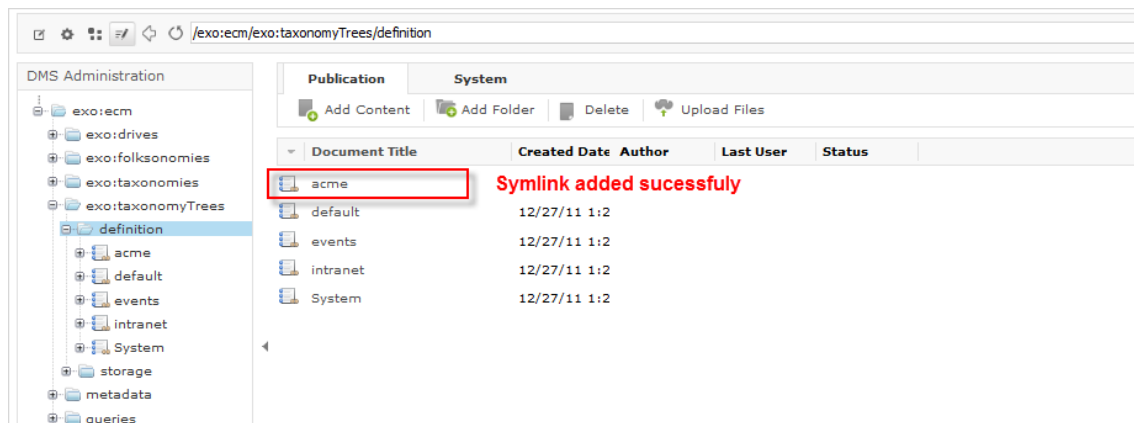 /exo:ecm/exo:taxonomyTrees/definition
DMS Administration
exo:ecm
exo:drives
exo:folksonomies
exo:taxonomies
exo:taxonomyTrees
definition
acme
default
events
intranet
System
storage
metadata
queries
Publication System
Add Content Add Folder Delete Upload Files
Document Title Created Date Author Last User Status
acme Symlink added sucessfuly
default 12/27/11 1:2
events 12/27/11 1:2
intranet 12/27/11 1:2
System 12/27/11 1:2